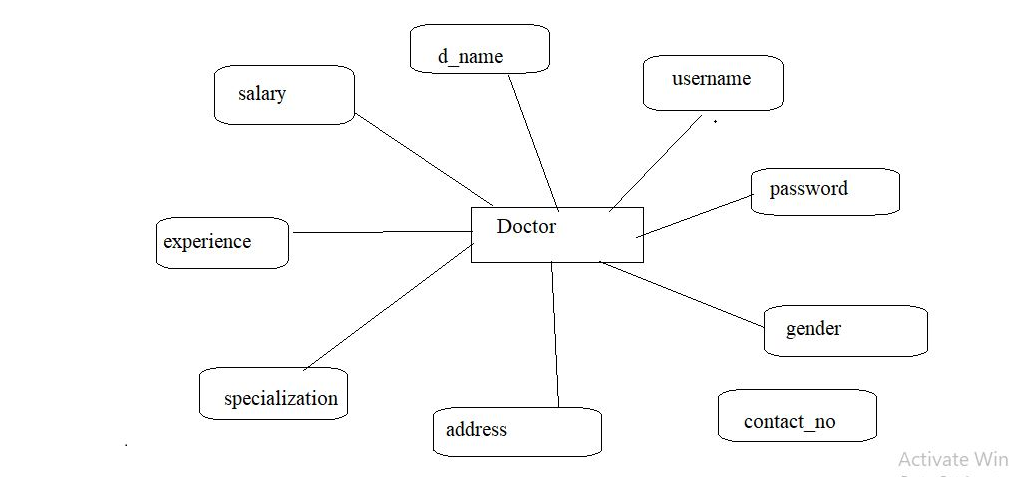 d_name
username
salary
password
Doctor
experience
gender
specialization
contact_no
address
Activate Win